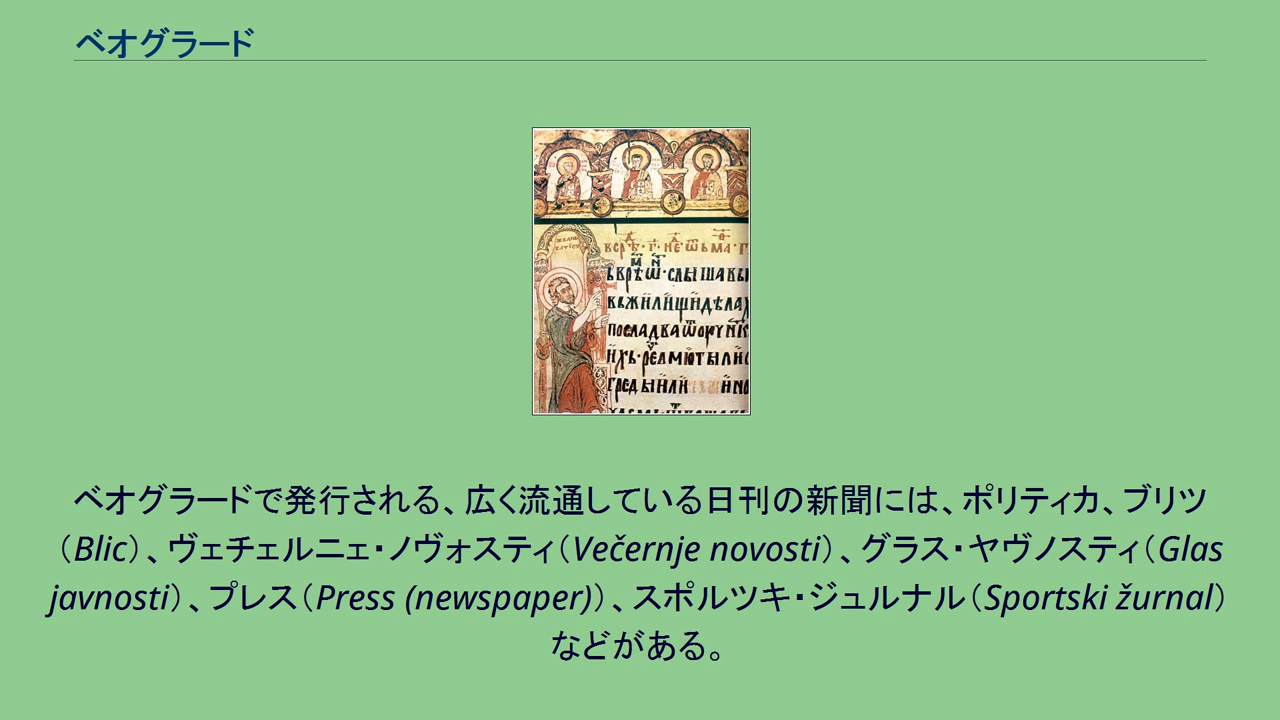 ベオグラード
ベオグラードで発行される、広く流通している日刊の新聞には、ポリティカ、ブリツ
（Blic）、ヴェチェルニェ・ノヴォスティ（Večernje novosti）、グラス・ヤヴノスティ（Glas
javnosti）、プレス（Press (newspaper)）、スポルツキ・ジュルナル（Sportski žurnal）
などがある。